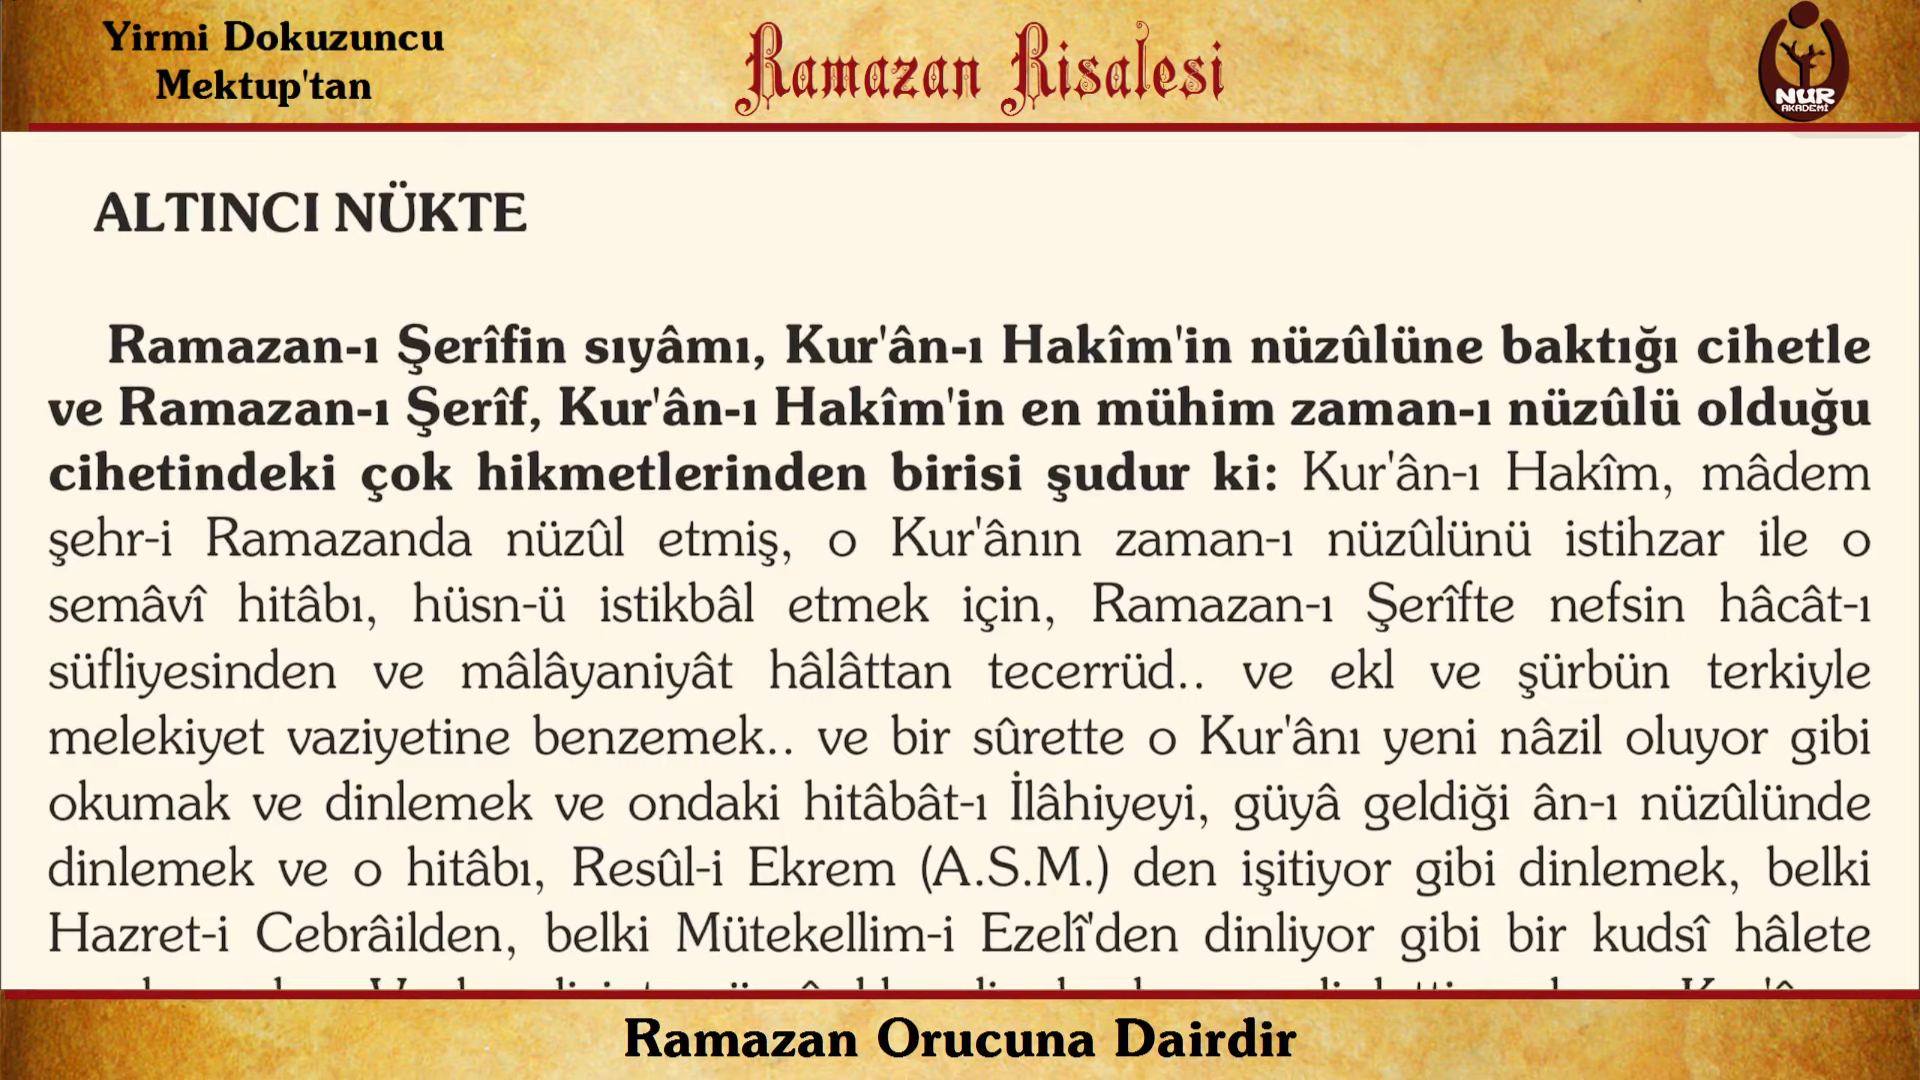 Yirmi Dokuzuncu
Mektup'tan
Ramazan Risalesi
NUR
AKADEMİ
ALTINCI NÜKTE
Ramazan-ı Şerîfin sıyâmı, Kur'ân-ı Hakîm'in nüzûlüne baktığı cihetle
ve Ramazan-ı Şerîf, Kur'ân-ı Hakîm'in en mühim zaman-ı nüzûlü olduğu
cihetindeki çok hikmetlerinden birisi şudur ki: Kur'ân-ı Hakîm, mâdem
şehr-i Ramazanda nüzûl etmiş, o Kur'ânın zaman-ı nüzûlünü istihzar ile o
semâvî hitâbı, hüsn-ü istikbâl etmek için, Ramazan-ı Şerîfte nefsin hâcât-ı
süfliyesinden ve mâlâyaniyât hâlâttan tecerrüd.. ve ekl ve şürbün terkiyle
melekiyet vaziyetine benzemek.. ve bir sûrette o Kur'ânı yeni nâzil oluyor gibi
okumak ve dinlemek ve ondaki hitâbât-ı İlâhiyeyi, güyâ geldiği ân-ı nüzûlünde
dinlemek ve o hitâbı, Resûl-i Ekrem (A.S.M.) den işitiyor gibi dinlemek, belki
Hazret-i Cebrâilden, belki Mütekellim-i Ezelî'den dinliyor gibi bir kudsî hâlete
Ramazan Orucuna Dairdir